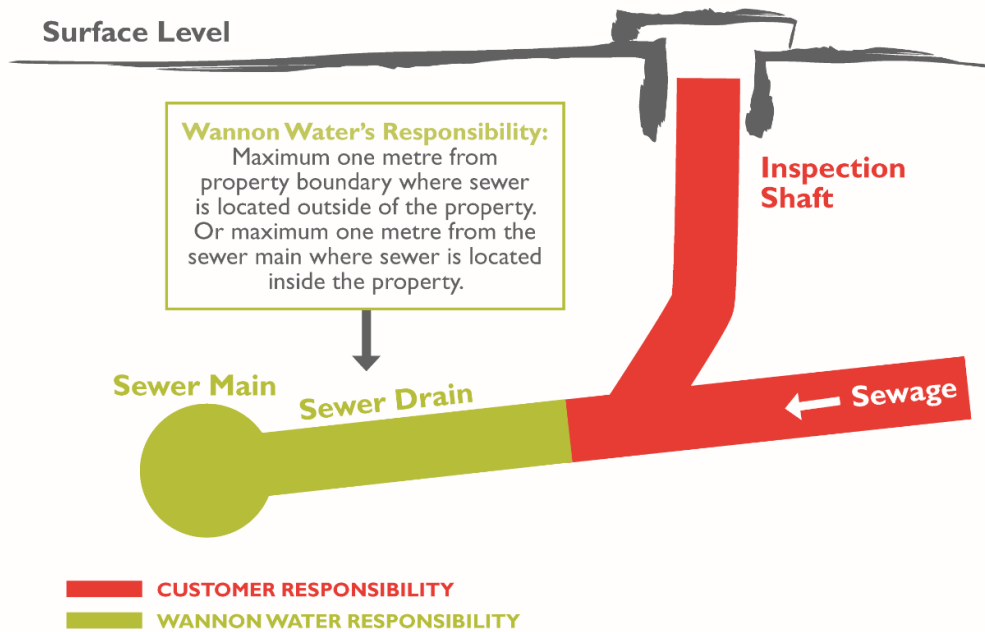 Surface Level
Wannon Water's Responsibility:
Maximum one metre from
property boundary where sewer
is located outside of the property.
Or maximum one metre from the
sewer main where sewer is located
inside the property.
Inspection
Shaft
Sewer Main
Sewer Drain
Sewage
CUSTOMER RESPONSIBILITY
WANNON WATER RESPONSIBILITY